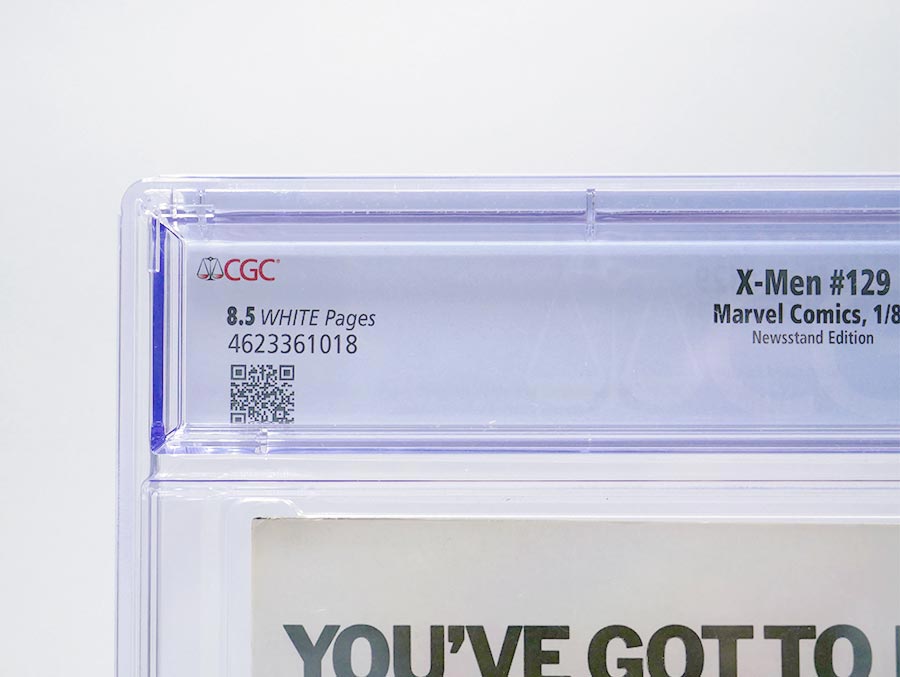 CGC
8.5 WHITE Pages
4623361018
X-Men #129
Marvel Comics, 1/8
Newsstand Edition
YOU'VE GOT TO